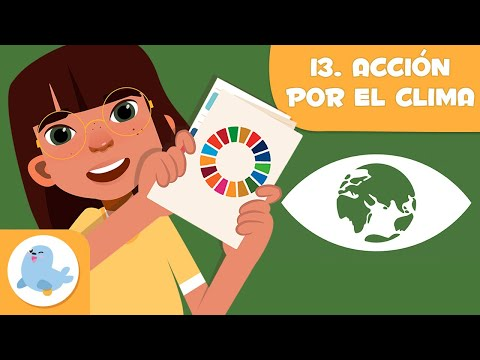 13. ACCIÓN
POR EL CLIMA